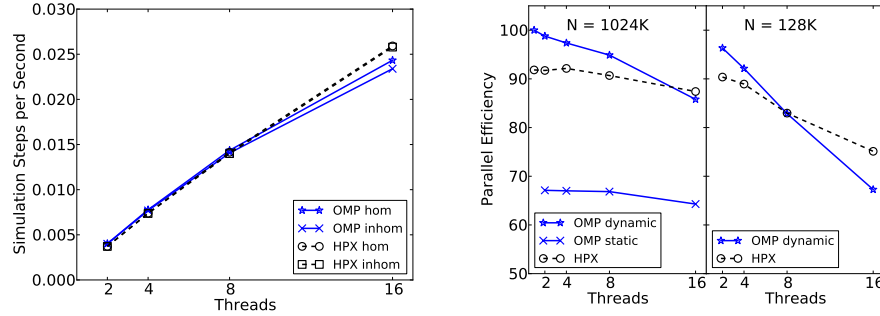 0.030
0.025
0.020
0.015
0.010
0.005
0.000
Simulation Steps per Second
2 4 8 16
Threads
OMP hom
OMP inhom
HPX hom
HPX inhom
100
90
80
70
60
50
Parallel Efficiency
N = 1024K
OMP dynamic
OMP static
HPX
2 4 8 16
Threads
N = 128K
OMP dynamic
HPX
2 4 8 16
Threads